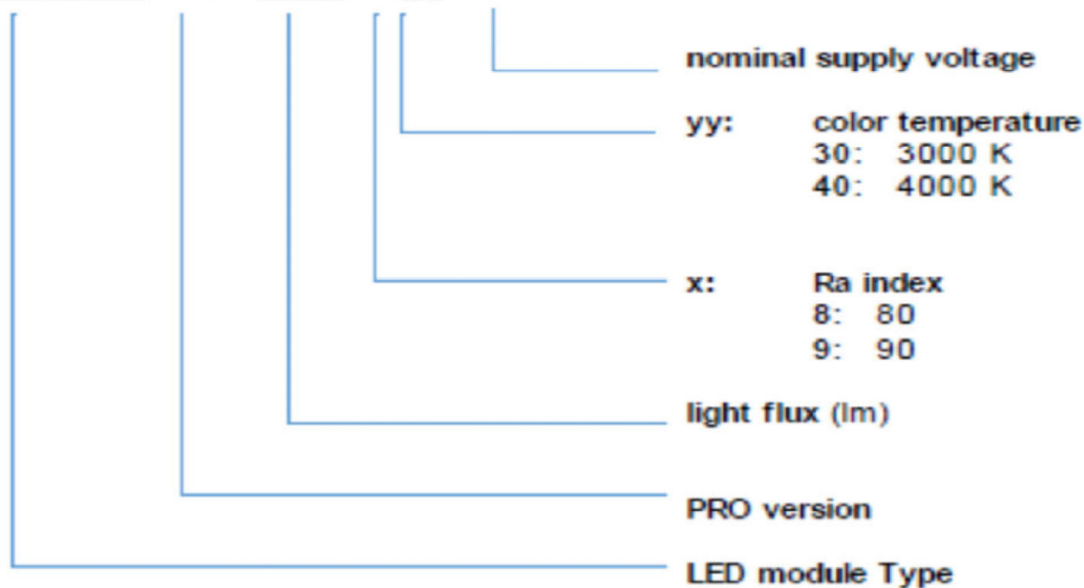 nominal supply voltage
yy: color temperature
30: 3000 K
40: 4000 K
x: Ra index
8: 80
9: 90
light flux (lm)
PRO version
LED module Type